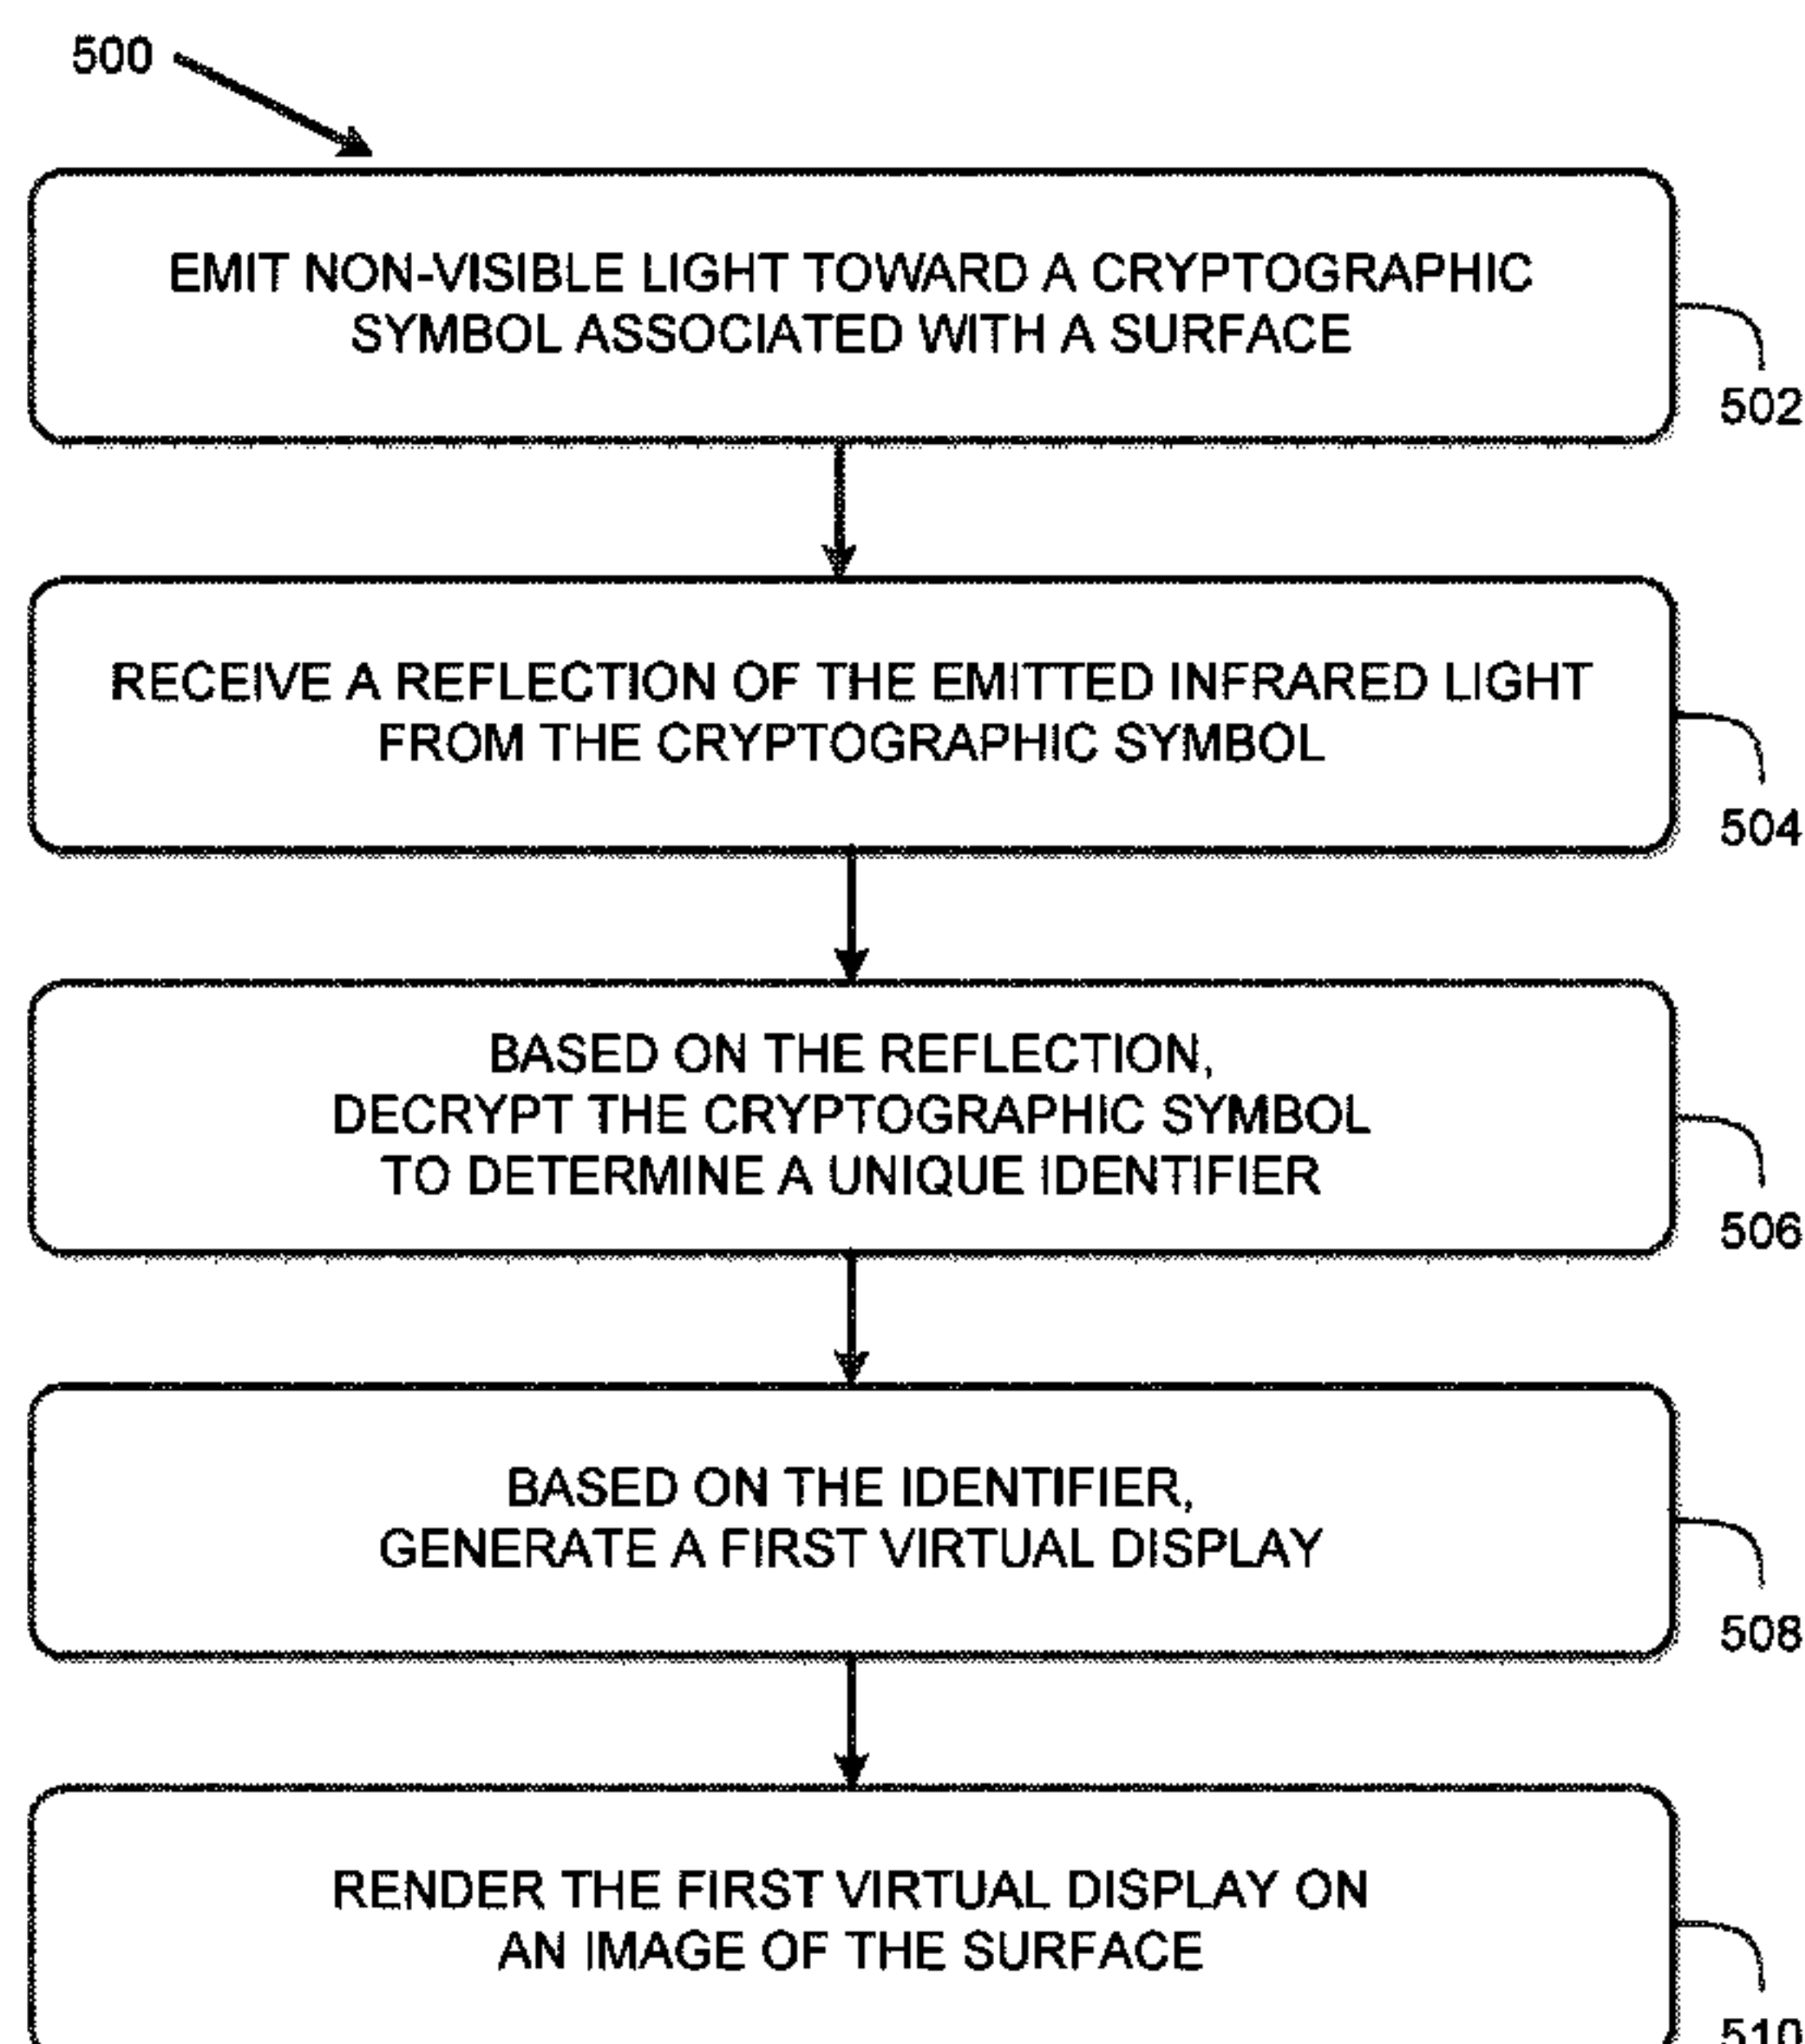 500
EMIT NON-VISIBLE LIGHT TOWARD A CRYPTOGRAPHIC
SYMBOL ASSOCIATED WITH A SURFACE
502
RECEIVE A REFLECTION OF THE EMITTED INFRARED LIGHT
FROM THE CRYPTOGRAPHIC SYMBOL
504
BASED ON THE REFLECTION,
DECRYPT THE CRYPTOGRAPHIC SYMBOL
TO DETERMINE A UNIQUE IDENTIFIER
506
BASED ON THE IDENTIFIER,
GENERATE A FIRST VIRTUAL DISPLAY
508
RENDER THE FIRST VIRTUAL DISPLAY ON
AN IMAGE OF THE SURFACE
510